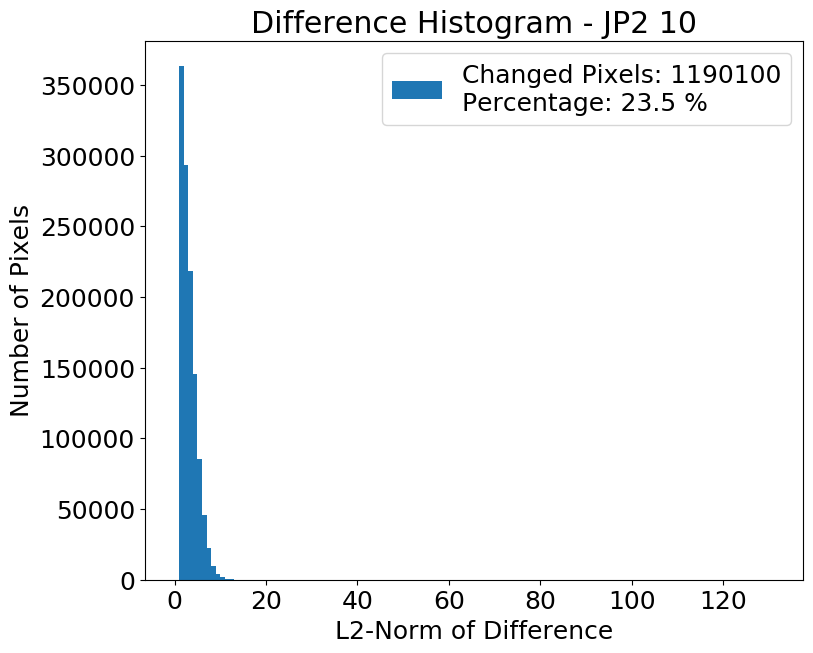 Difference Histogram - JP2 10
Changed Pixels: 1190100
Percentage: 23.5 %
Number of Pixels
350000
300000
250000
200000
150000
100000
50000
0
0 20 40 60 80 100 120
L2-Norm of Difference